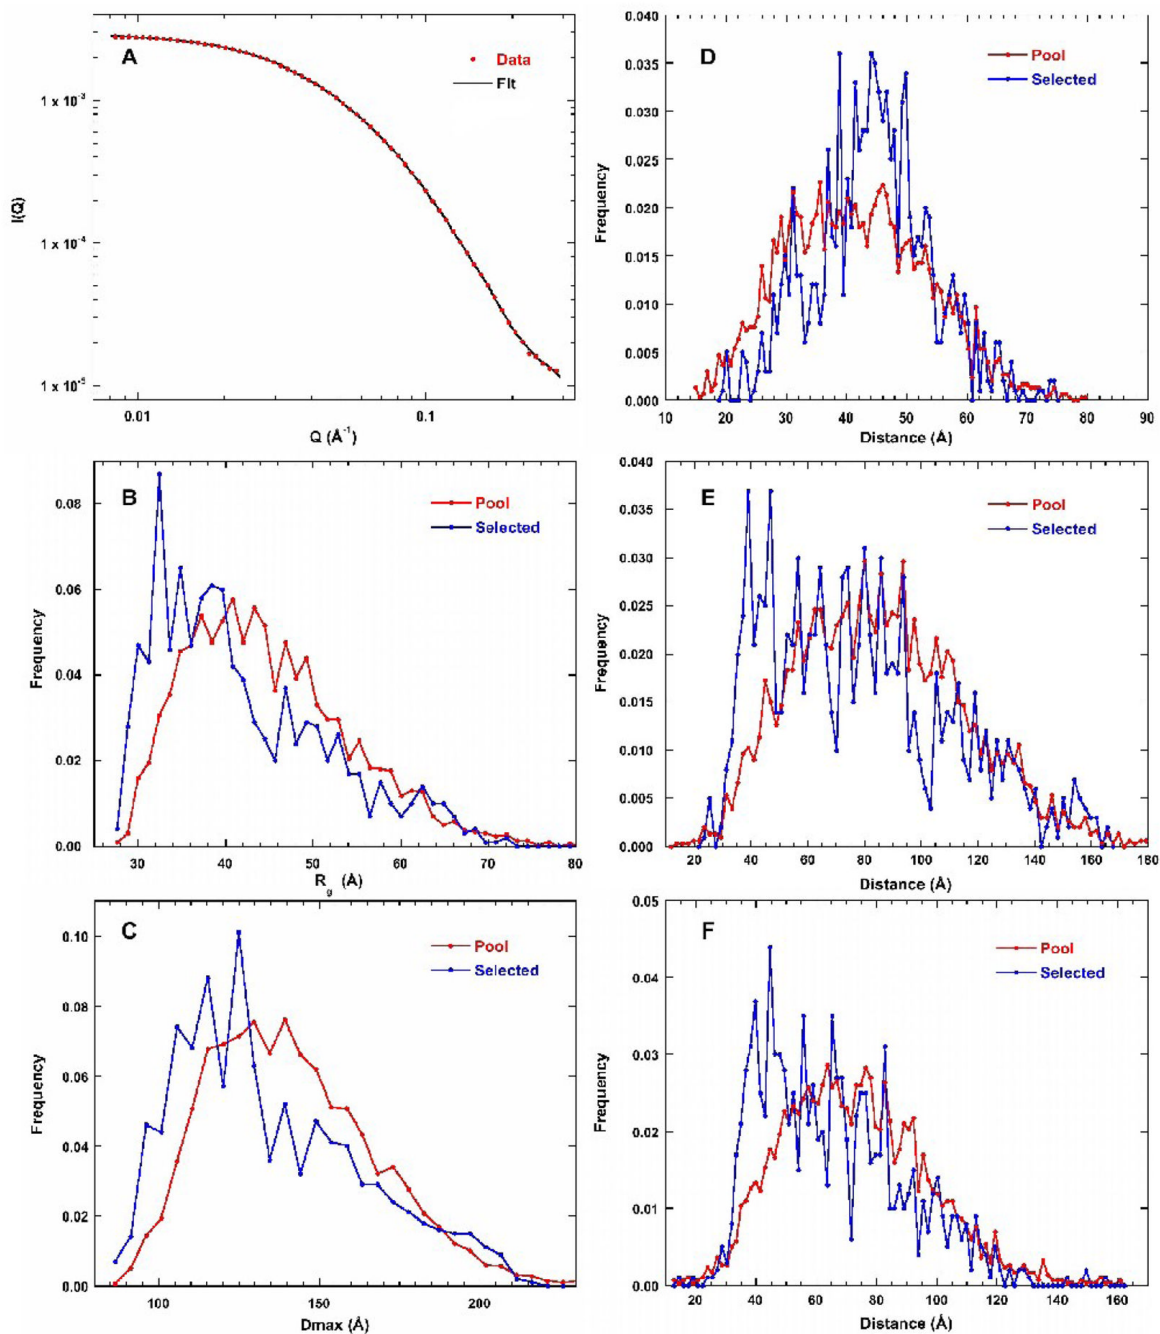 A
Data
Fit
1 x 10-3
1 x 10-4
1 x 10-5
I(Q)
0.01
0.1
Q (Å-1)
D
Pool
Selected
0.040
0.035
0.030
0.025
0.020
0.015
0.010
0.005
0.000
Frequency
10
20
30
40
50
60
70
80
90
Distance (Å)
B
Pool
Selected
0.08
0.06
0.04
0.02
0.00
Frequency
30
40
50
60
70
80
Rg (Å)
E
Pool
Selected
0.040
0.035
0.030
0.025
0.020
0.015
0.010
0.005
0.000
Frequency
20
40
60
80
100
120
140
160
180
Distance (Å)
C
Pool
Selected
0.10
0.08
0.06
0.04
0.02
0.00
Frequency
100
150
200
Dmax (Å)
F
Pool
Selected
0.05
0.04
0.03
0.02
0.01
0.00
Frequency
20
40
60
80
100
120
140
160
Distance (Å)